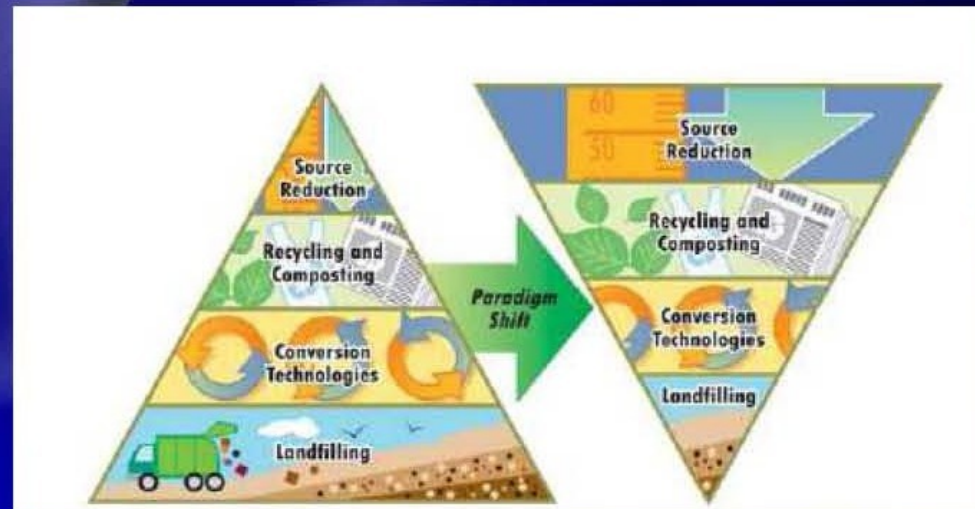 Source
Reduction
Recycling and
Composting
Conversion
Technologies
Landfilling
Paradigm
Shift
60
50
Source
Reduction
Recycling and
Composting
Conversion
Technologies
Landfilling